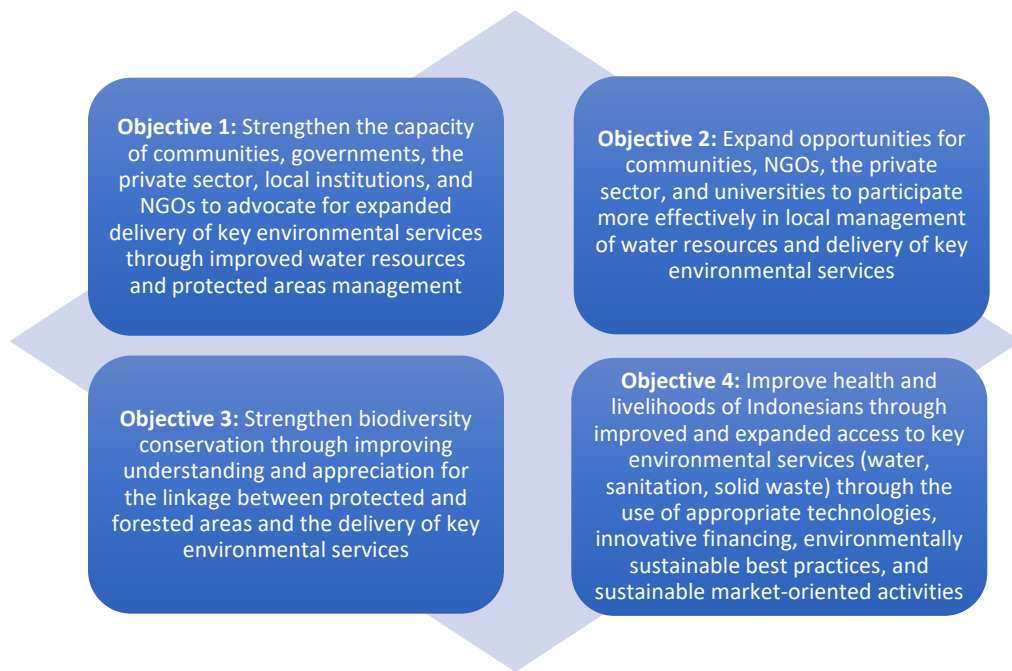 Objective 1: Strengthen the capacity
of communities, governments, the
private sector, local institutions, and
NGOs to advocate for expanded
delivery of key environmental services
through improved water resources
and protected areas management
Objective 2: Expand opportunities for
communities, NGOs, the private
sector, and universities to participate
more effectively in local management
of water resources and delivery of key
environmental services
Objective 3: Strengthen biodiversity
conservation through improving
understanding and appreciation for
the linkage between protected and
forested areas and the delivery of key
environmental services
Objective 4: Improve health and
livelihoods of Indonesians through
improved and expanded access to key
environmental services (water,
sanitation, solid waste) through the
use of appropriate technologies,
innovative financing, environmentally
sustainable best practices, and
sustainable market-oriented activities